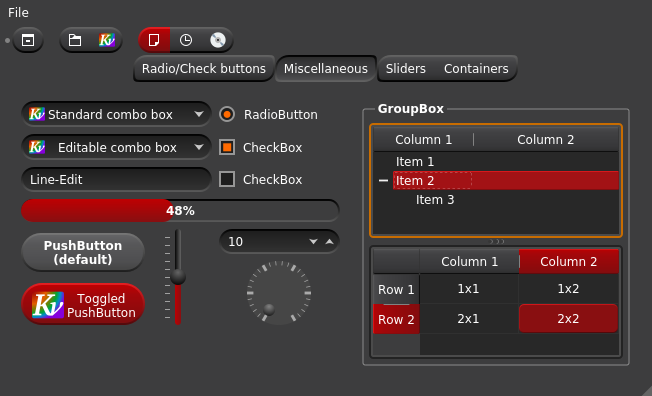 File
Radio/Check buttons
Miscellaneous
Sliders
Containers
Standard combo box
RadioButton
Editable combo box
CheckBox
Line-Edit
CheckBox
48%
PushButton
(default)
10
Toggled
PushButton
GroupBox
Column 1
Column 2
Item 1
Item 2
Item 3
Column 1
Column 2
Row 1
1x1
1x2
Row 2
2x1
2x2